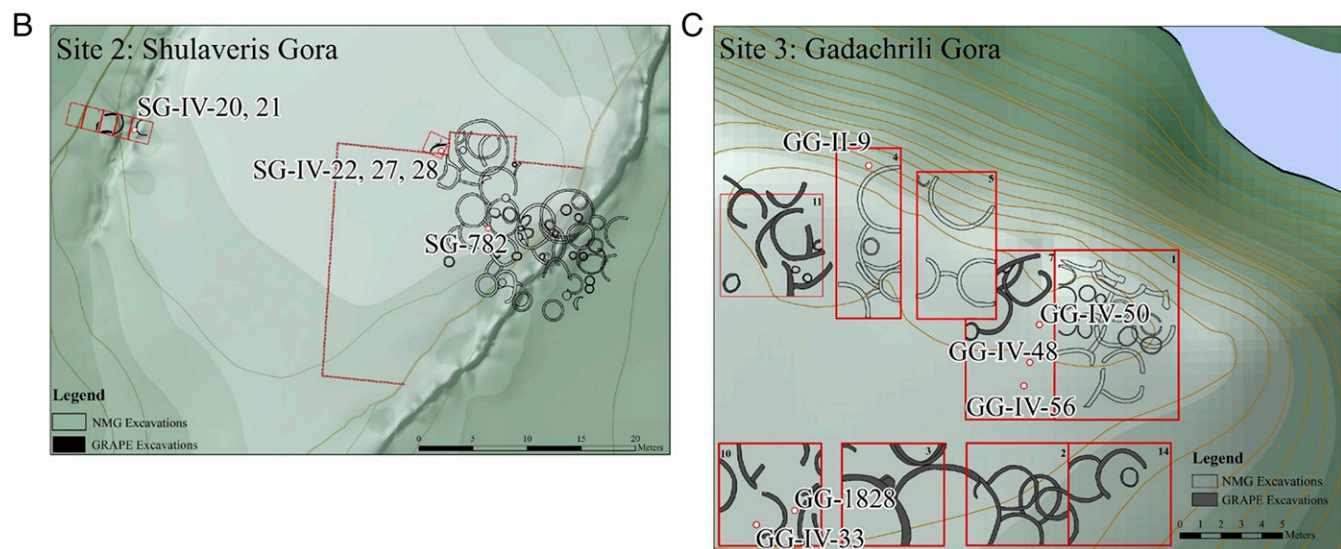 B
Site 2: Shulaveris Gora
SG-IV-20, 21
SG-IV-22, 27, 28
SG-782
Legend
NMG Excavations
GRAPE Excavations
0 5 10 15 20
Meters
C
Site 3: Gadachrili Gora
GG-II-9
4
5
11
7
1
GG-IV-50
GG-IV-48
GG-IV-56
10
3
2
14
GG-1828
GG-IV-33
Legend
NMG Excavations
GRAPE Excavations
0 1 2 3 4 5
Meters